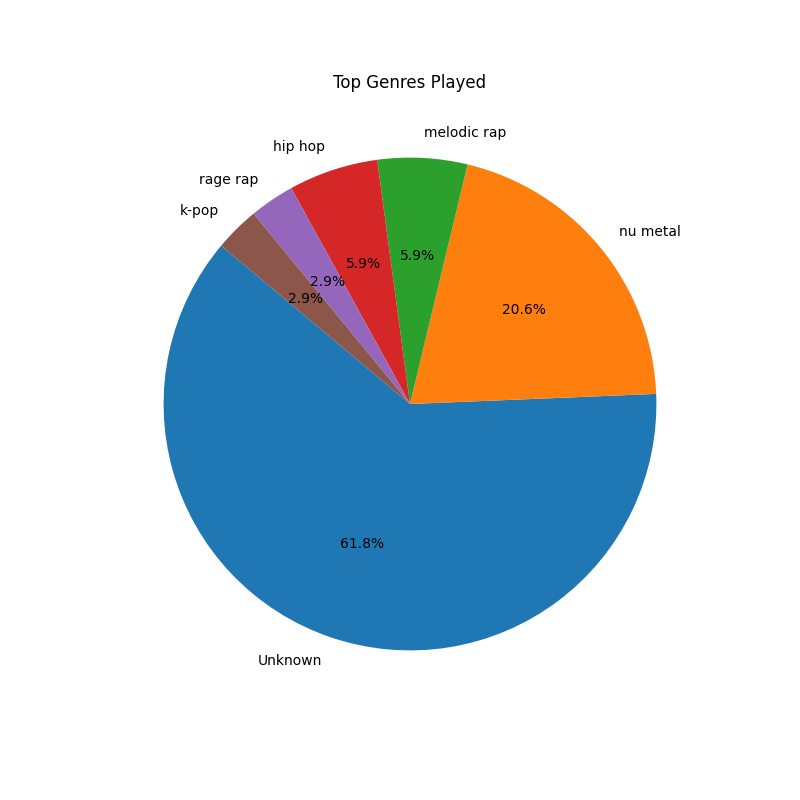 Top Genres Played
melodic rap
hip hop
rage rap
k-pop
nu metal
5.9%
5.9%
2.9%
2.9%
20.6%
61.8%
Unknown